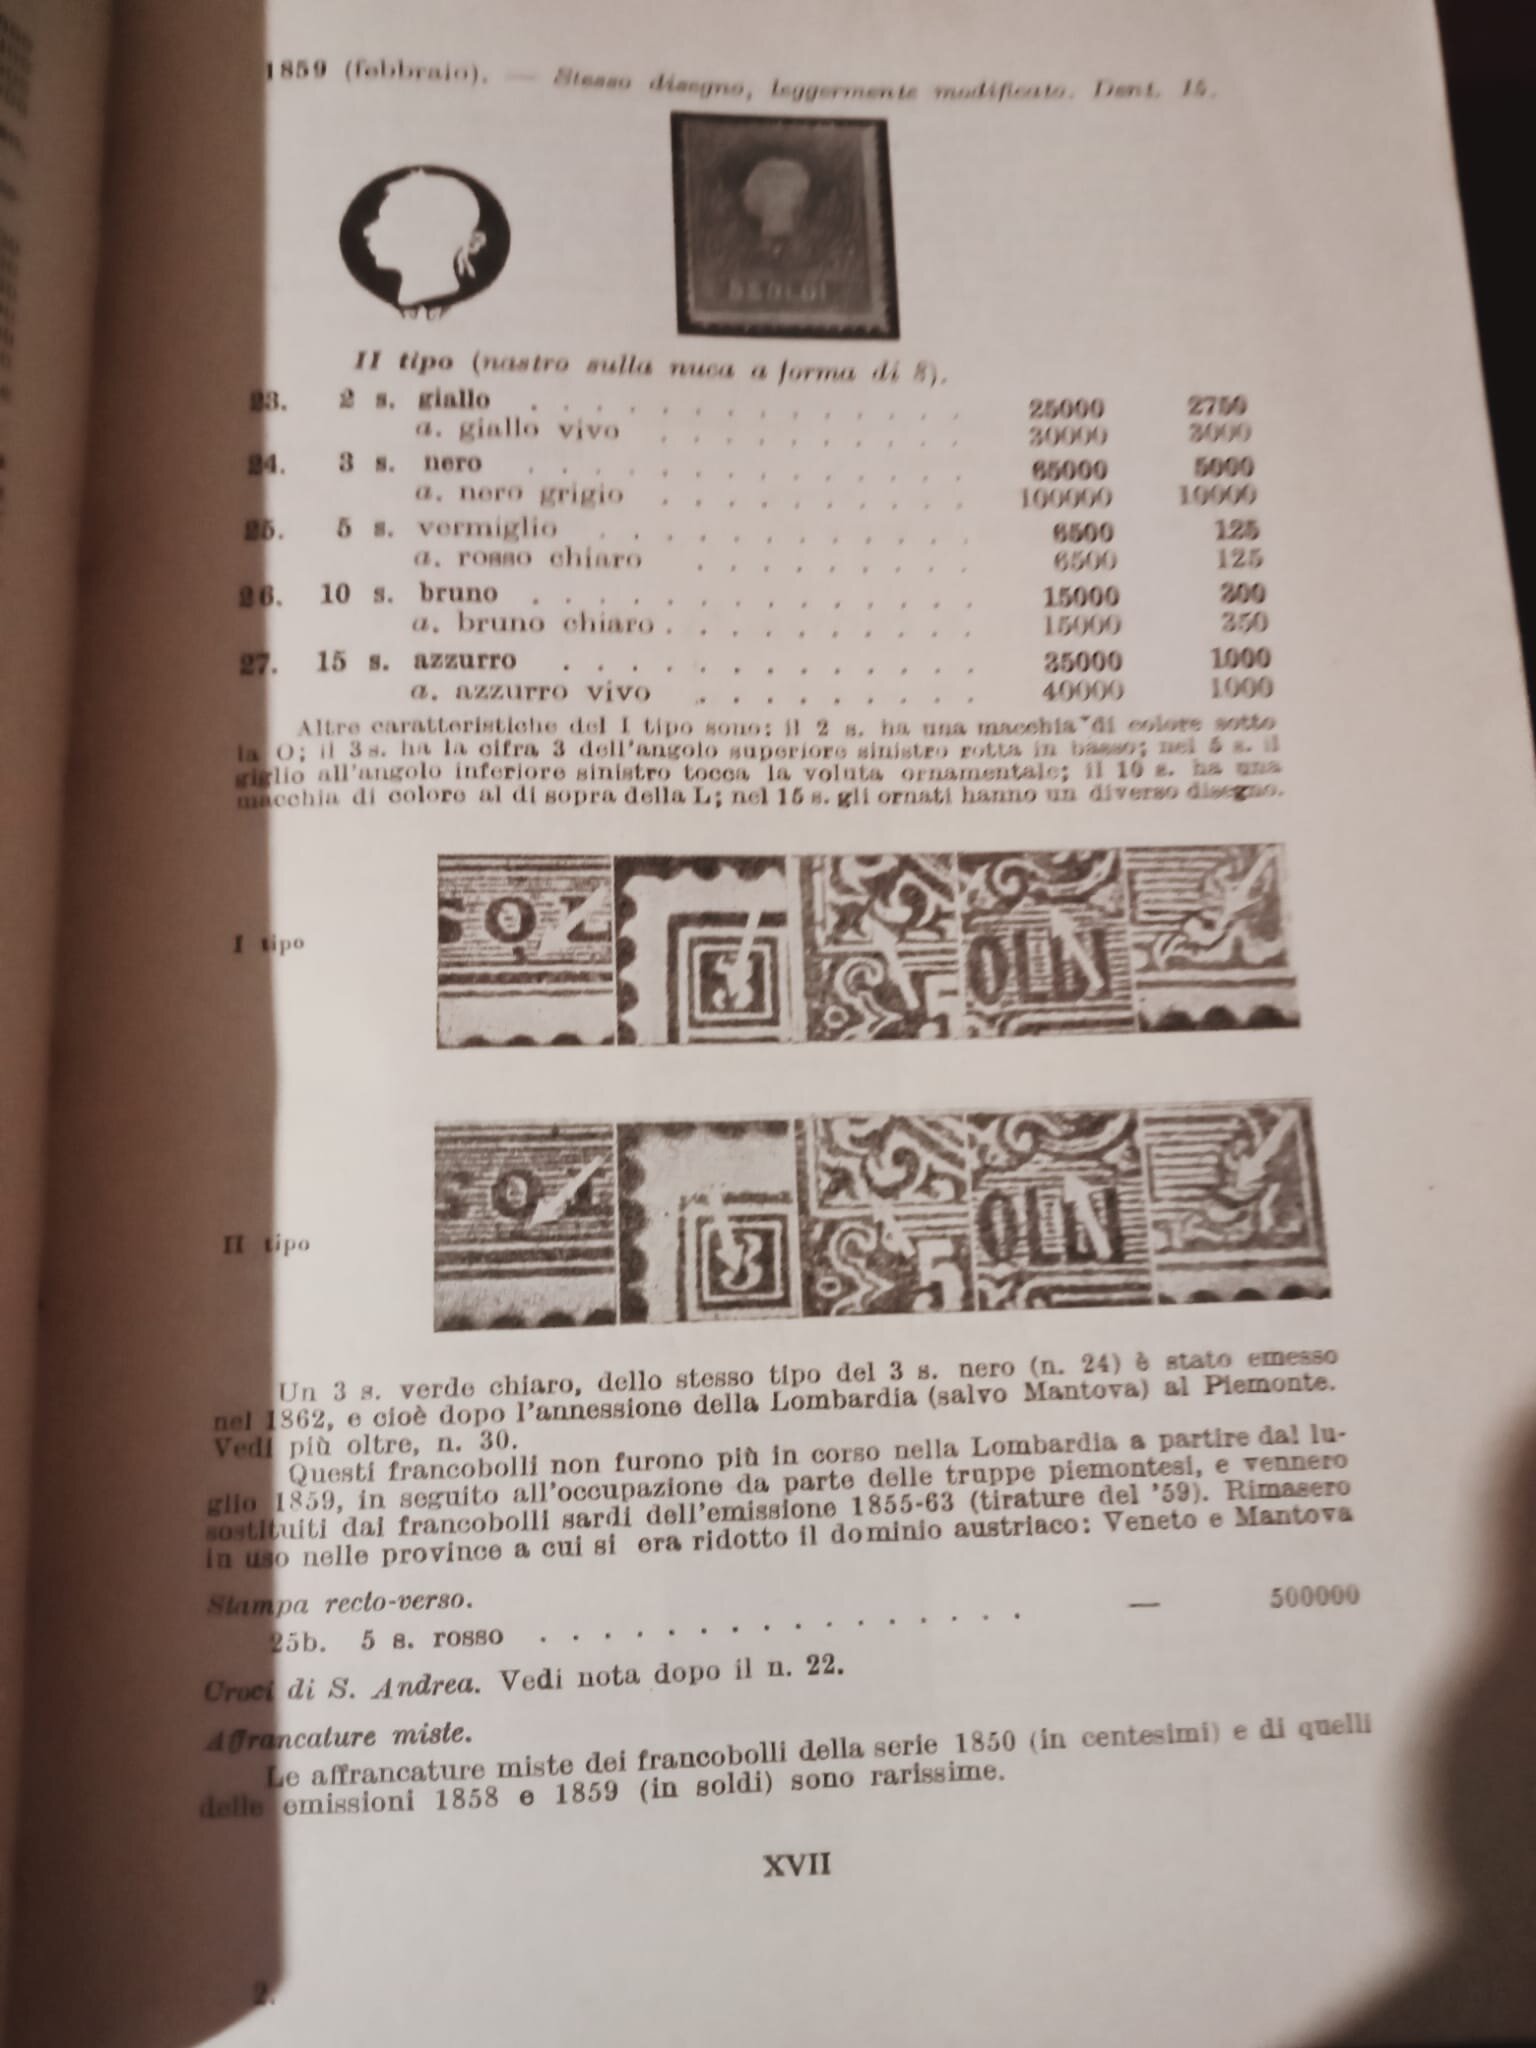 1859 (febbraio). — Stesso disegno, leggermente modificato. Dent. 15.
II tipo (nastro sulla nuca a forma di 8).
23. 2 s. giallo . . . . . . . . . . . . . . 25000 2750
a. giallo vivo . . . . . . . . . . 30000 3000
24. 3 s. nero . . . . . . . . . . . . . . 65000 5000
a. nero grigio . . . . . . . . . . 100000 10000
25. 5 s. vermiglio . . . . . . . . . . . . 6500 125
a. rosso chiaro . . . . . . . . . 6500 125
26. 10 s. bruno . . . . . . . . . . . . . . 15000 300
a. bruno chiaro . . . . . . . . . . 15000 350
27. 15 s. azzurro . . . . . . . . . . . . . 35000 1000
a. azzurro vivo . . . . . . . . . 40000 1000
Altre caratteristiche del I tipo sono: il 2 s. ha una macchia di colore sotto
la O; il 3 s. ha la cifra 3 dell'angolo superiore sinistro rotta in basso; nel 5 s. il
giglio all'angolo inferiore sinistro tocca la voluta ornamentale; il 10 s. ha una
macchia di colore al di sopra della L; nel 15 s. gli ornati hanno un diverso disegno.
I tipo
II tipo
Un 3 s. verde chiaro, dello stesso tipo del 3 s. nero (n. 24) è stato emesso
nel 1862, e cioè dopo l'annessione della Lombardia (salvo Mantova) al Piemonte.
Vedi più oltre, n. 30.
Questi francobolli non furono più in corso nella Lombardia a partire dal lu-
glio 1859, in seguito all'occupazione da parte delle truppe piemontesi, e vennero
sostituiti dai francobolli sardi dell'emissione 1855-63 (tirature del '59). Rimasero
in uso nelle province a cui si era ridotto il dominio austriaco: Veneto e Mantova
Stampa recto-verso.
25b. 5 s. rosso . . . . . . . . . . . . . . . — 500000
Croci di S. Andrea. Vedi nota dopo il n. 22.
Affrancature miste.
Le affrancature miste dei francobolli della serie 1850 (in centesimi) e di quelli
delle emissioni 1858 e 1859 (in soldi) sono rarissime.
XVII
2.